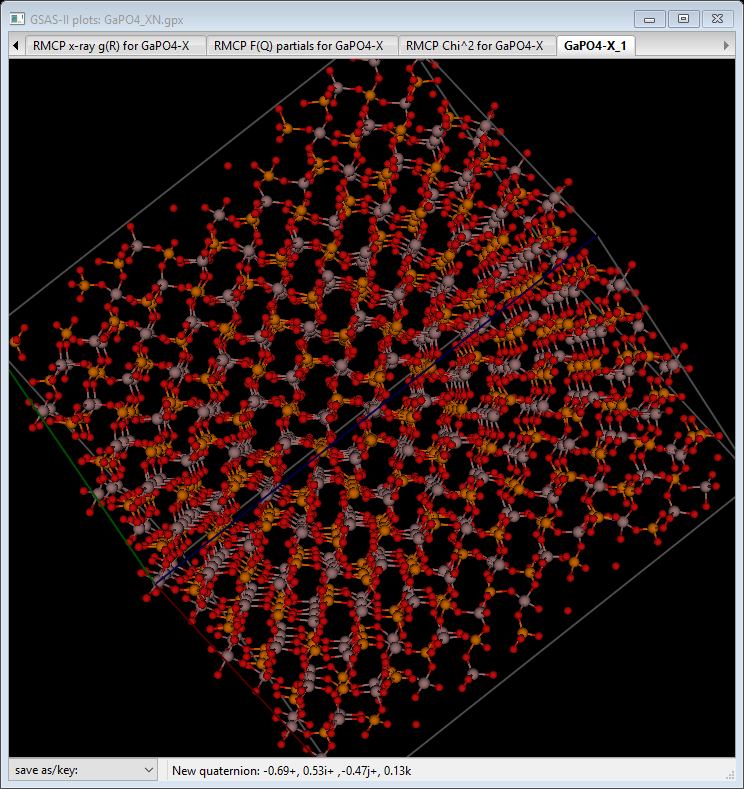 GSAS-II plots: GaPO4_XN.gpx
RMCP x-ray g(R) for GaPO4-X RMCP F(Q) partials for GaPO4-X RMCP Chi^2 for GaPO4-X GaPO4-X_1
save as/key: New quaternion: -0.69+, 0.53i+ ,-0.47j+, 0.13k